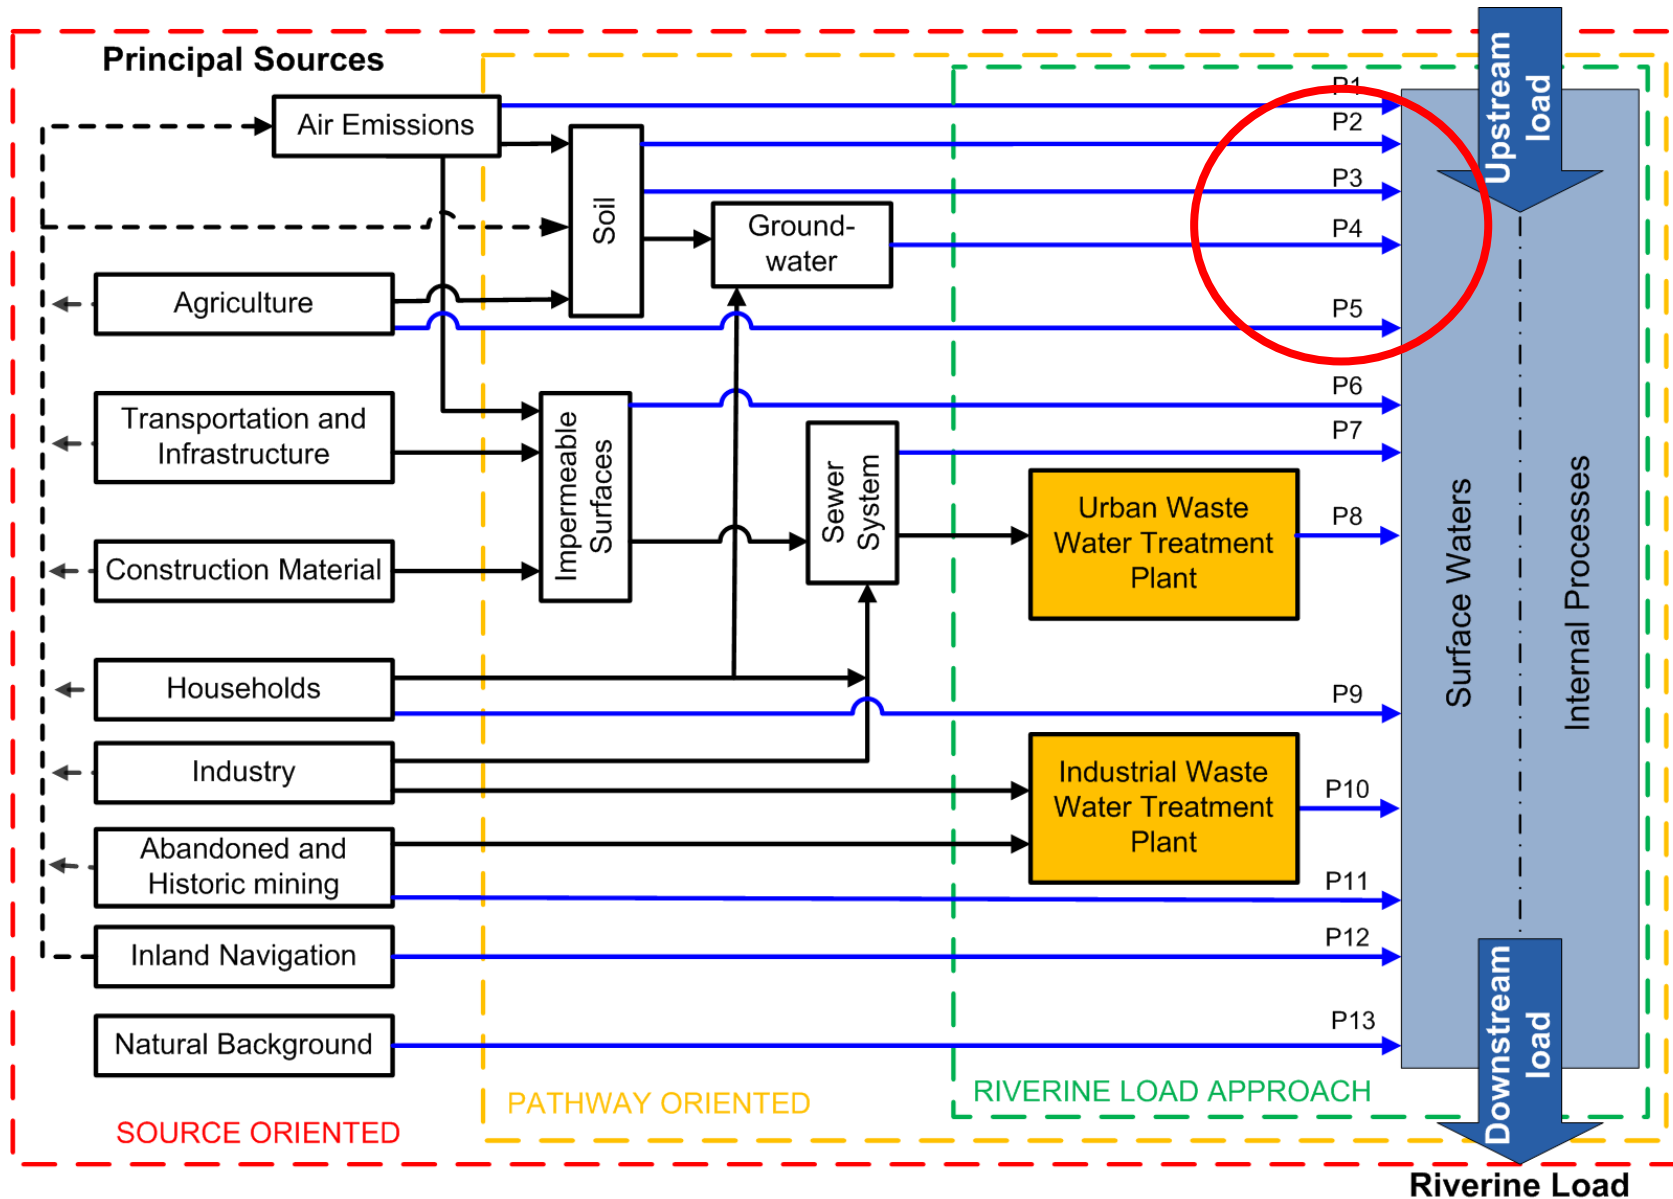 Principal Sources
Upstream
load
Air Emissions
P1
P2
P3
Soil
Ground-
water
P4
Agriculture
P5
Transportation and
Infrastructure
P6
P7
Impermeable
Surfaces
Sewer
System
Urban Waste
Water Treatment
Plant
P8
Surface Waters
Internal Processes
Construction Material
Households
P9
Industry
Industrial Waste
Water Treatment
Plant
P10
Abandoned and
Historic mining
P11
Inland Navigation
P12
Natural Background
P13
Downstream
load
RIVERINE LOAD APPROACH
PATHWAY ORIENTED
SOURCE ORIENTED
Riverine Load